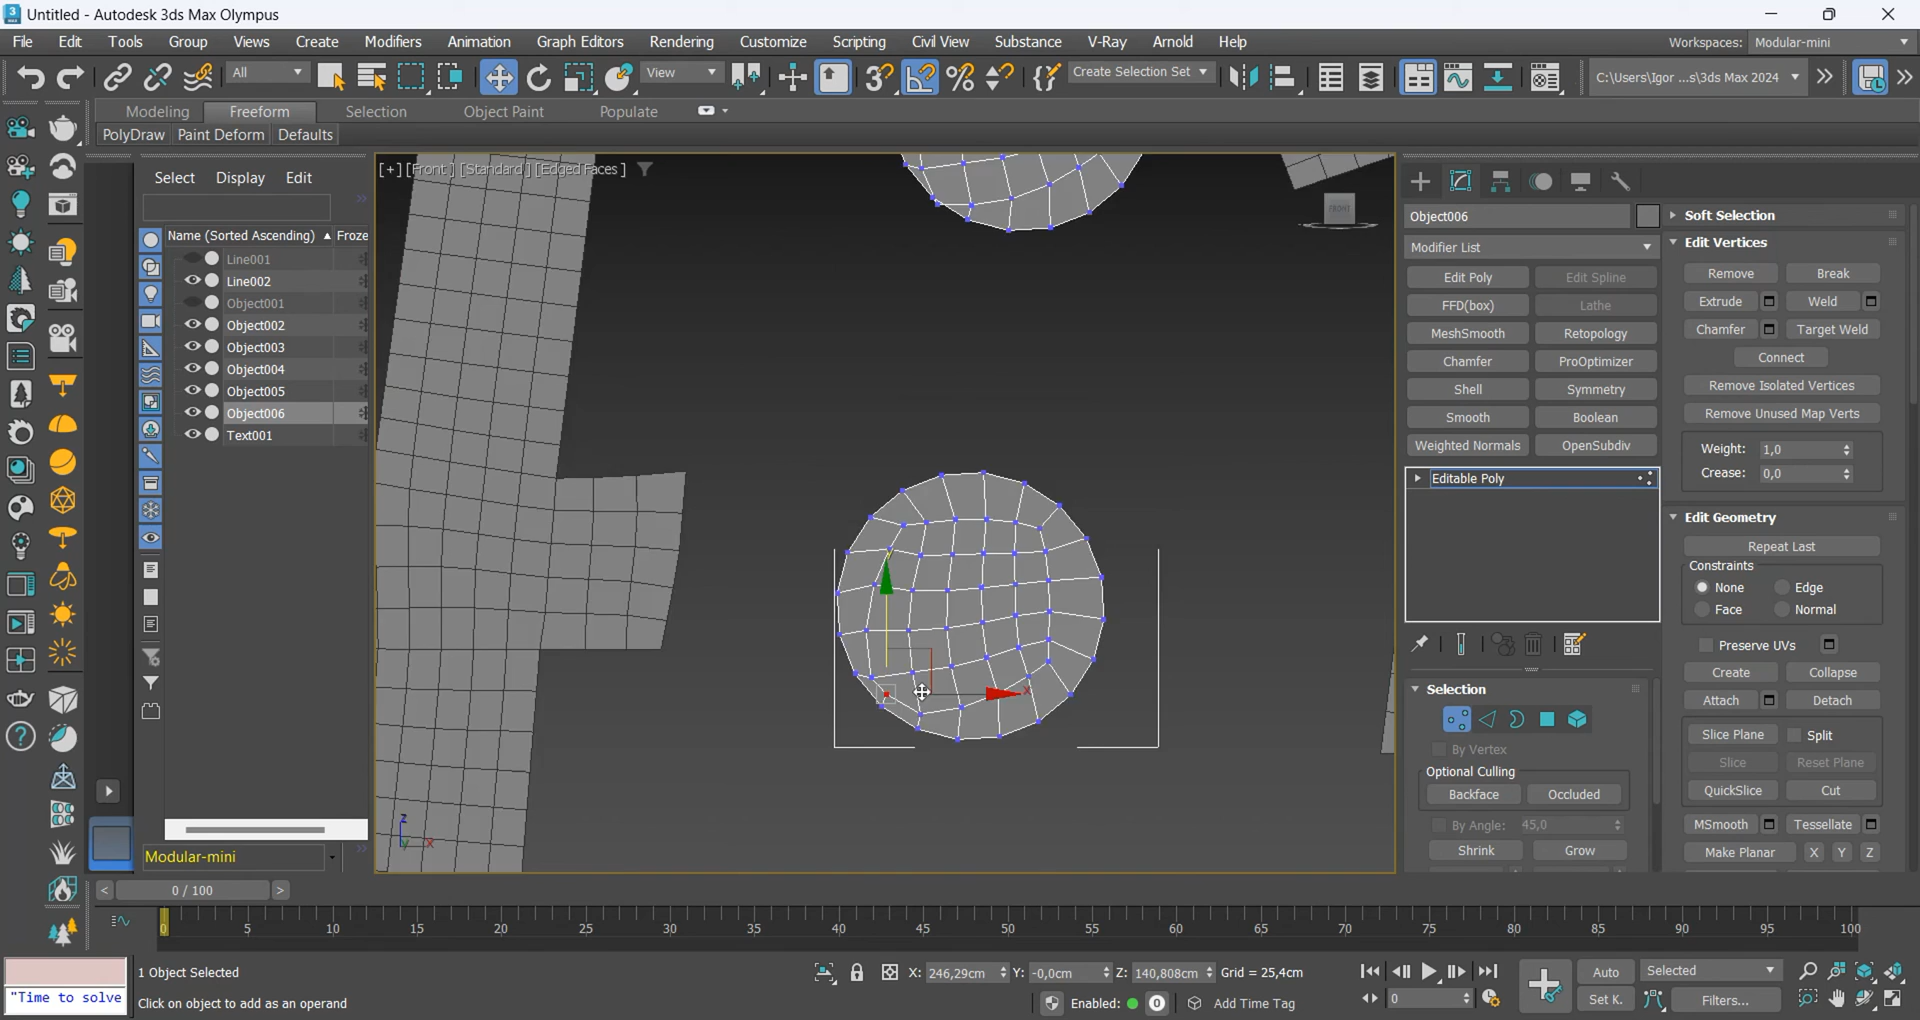 Untitled - Autodesk 3ds Max Olympus
File Edit Tools Group Views Create Modifiers Animation Graph Editors Rendering Customize Scripting Civil View Substance V-Ray Arnold Help
Workspaces: Modular-mini
All View Create Selection Set C:\Users\Igor ...s\3ds Max 2024
Modeling Freeform Selection Object Paint Populate
PolyDraw Paint Deform Defaults
Select Display Edit
[+] [Front ] [Standard ] [Edged Faces ]
FRONT
Name (Sorted Ascending) Froze
Line001
Line002
Object001
Object002
Object003
Object004
Object005
Object006
Text001
Object006
Modifier List
Edit Poly Edit Spline
FFD(box) Lathe
MeshSmooth Retopology
Chamfer ProOptimizer
Shell Symmetry
Smooth Boolean
Weighted Normals OpenSubdiv
Editable Poly
Selection
By Vertex
Optional Culling
Backface Occluded
By Angle: 45,0
Shrink Grow
Soft Selection
Edit Vertices
Remove Break
Extrude Weld
Chamfer Target Weld
Connect
Remove Isolated Vertices
Remove Unused Map Verts
Weight: 1,0
Crease: 0,0
Edit Geometry
Repeat Last
Constraints
None Edge
Face Normal
Preserve UVs
Create Collapse
Attach Detach
Slice Plane Split
Slice Reset Plane
QuickSlice Cut
MSmooth Tessellate
Make Planar X Y Z
x
z
y x
Modular-mini
< 0 / 100 >
0 5 10 15 20 25 30 35 40 45 50 55 60 65 70 75 80 85 90 95 100
"Time to solve
1 Object Selected
Click on object to add as an operand
X: 246,29cm Y: -0,0cm Z: 140,808cm Grid = 25,4cm
Enabled: 0 Add Time Tag
0
Auto Selected
Set K. Filters...